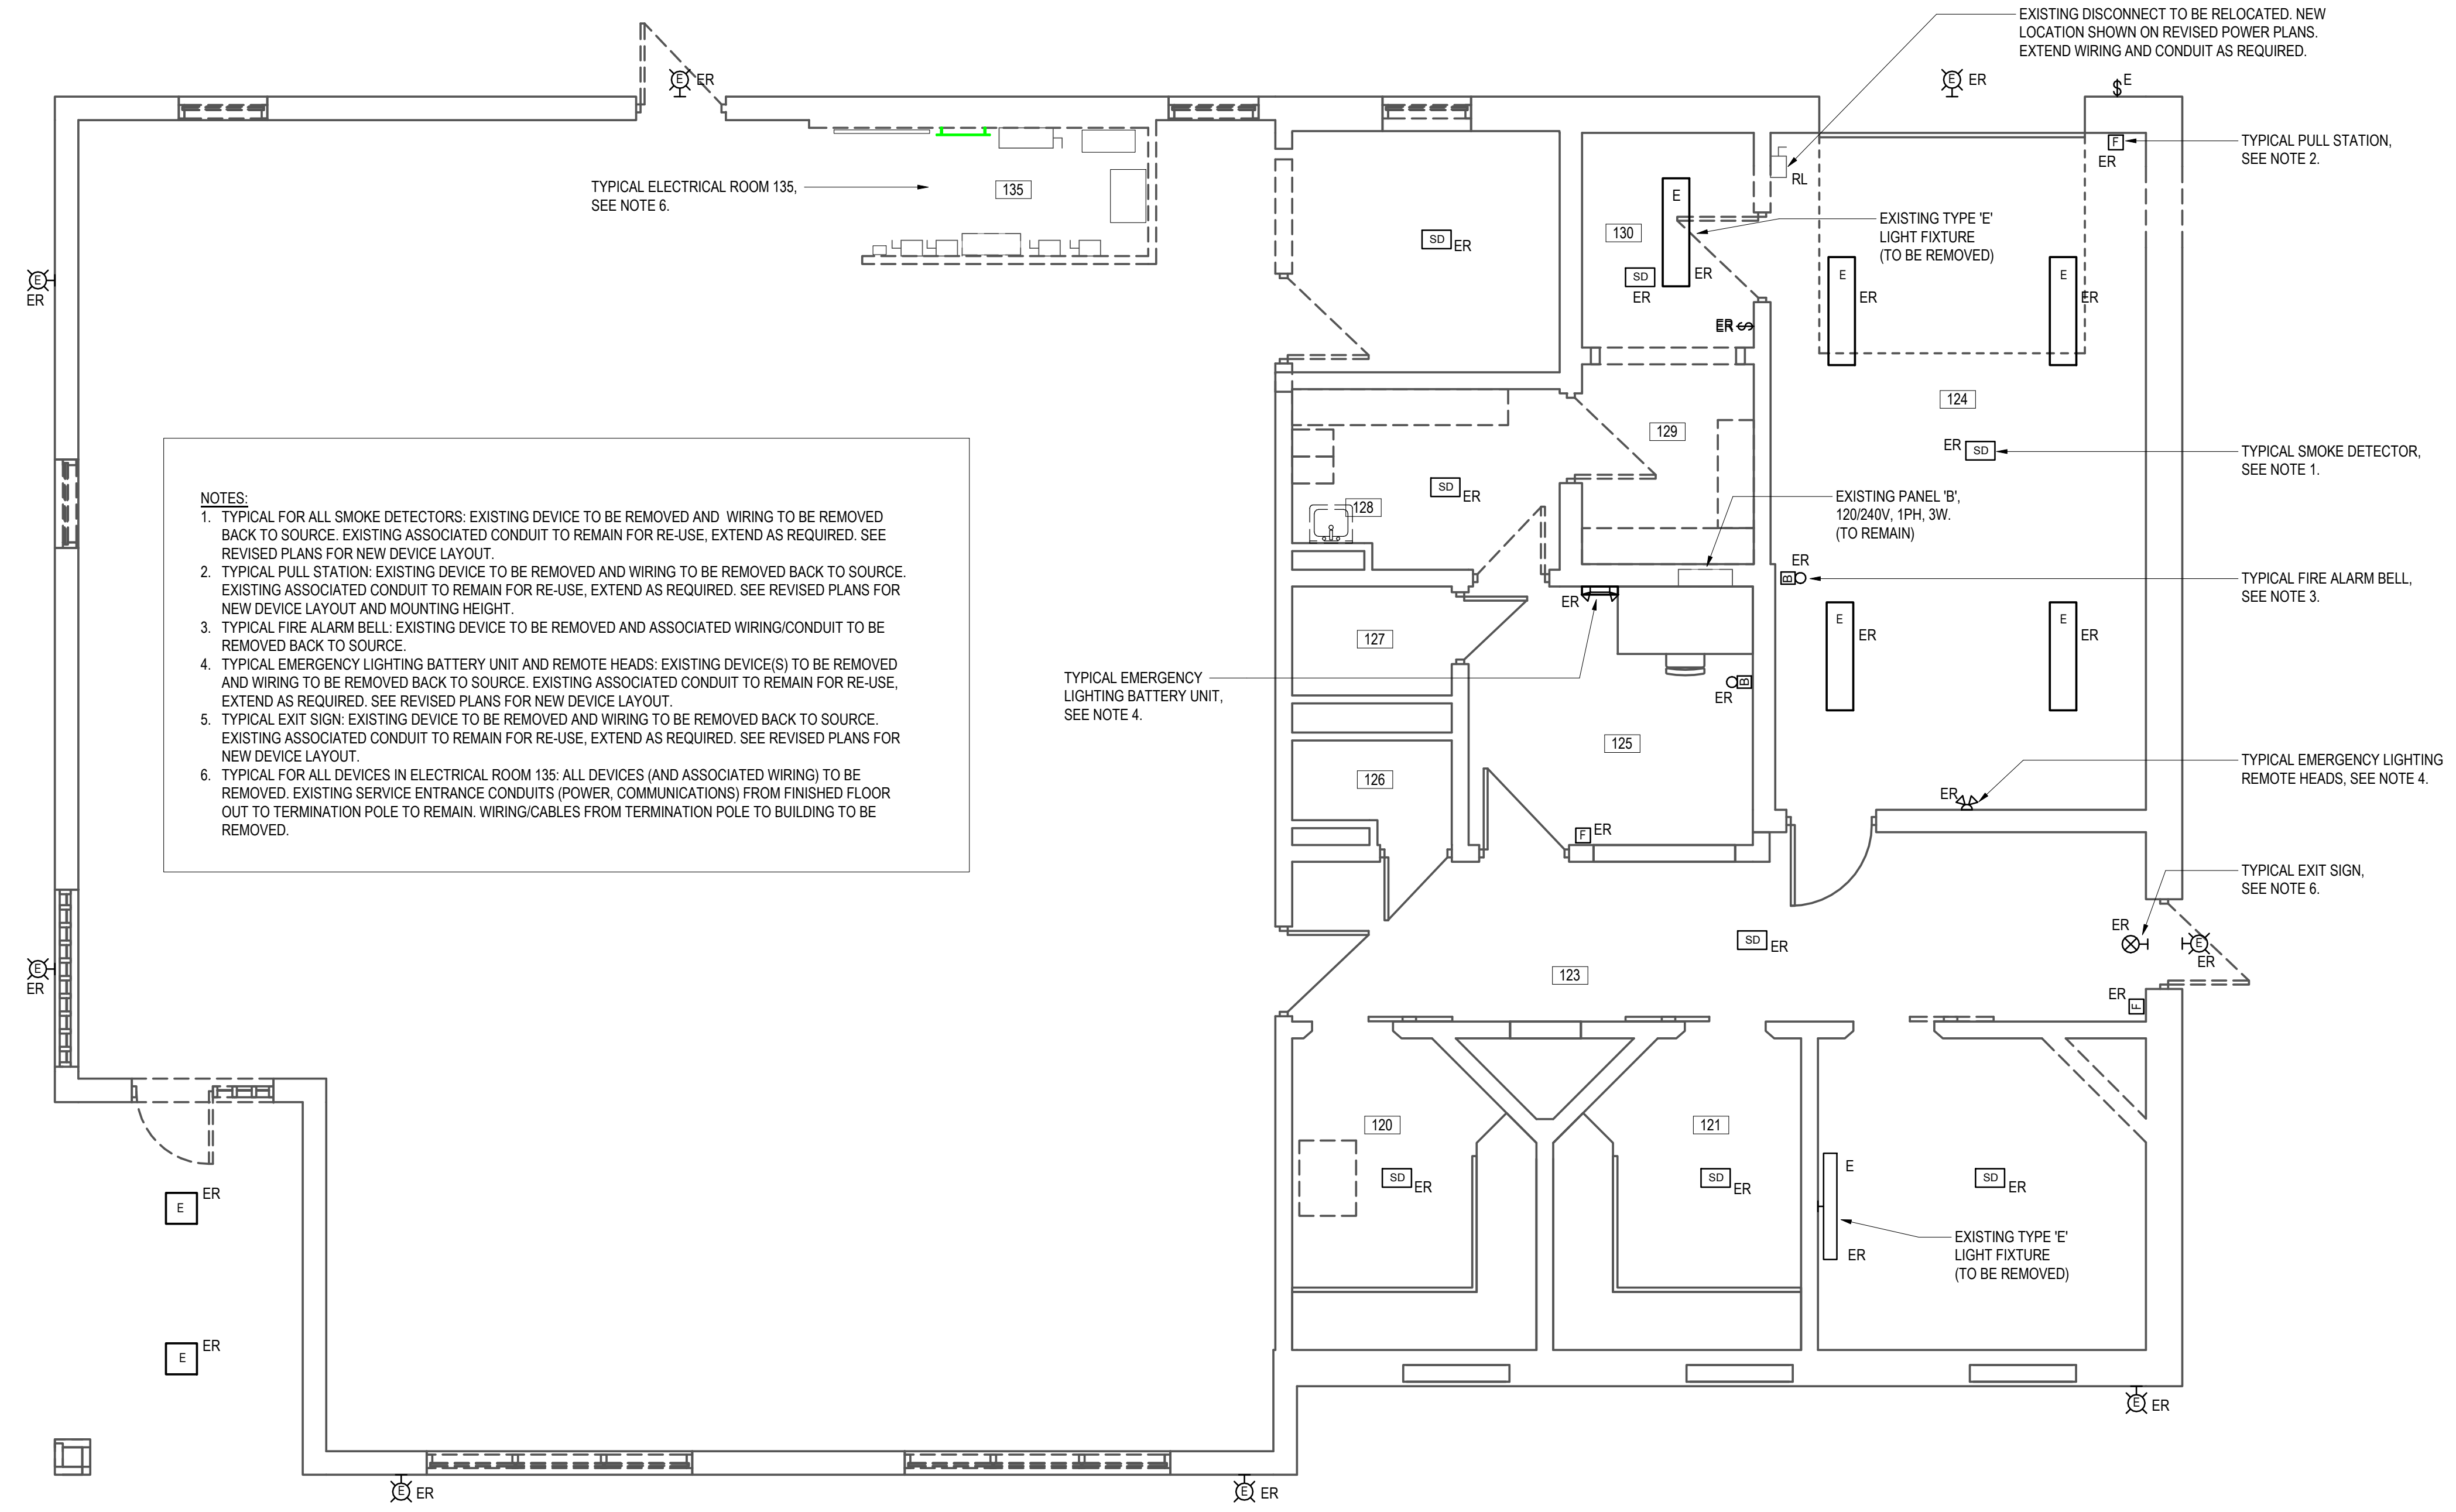 EXISTING DISCONNECT TO BE RELOCATED. NEW
LOCATION SHOWN ON REVISED POWER PLANS.
EXTEND WIRING AND CONDUIT AS REQUIRED.
E
ER
E
ER
E
F
ER
TYPICAL PULL STATION,
SEE NOTE 2.
TYPICAL ELECTRICAL ROOM 135,
SEE NOTE 6.
135
RL
E
EXISTING TYPE 'E'
LIGHT FIXTURE
(TO BE REMOVED)
130
SD
ER
SD
ER
ER
E
ER
E
ER
E
ER
ER
ER
124
129
ER
SD
TYPICAL SMOKE DETECTOR,
SEE NOTE 1.
SD
ER
128
EXISTING PANEL 'B',
120/240V, 1PH, 3W.
(TO REMAIN)
NOTES:
1. TYPICAL FOR ALL SMOKE DETECTORS: EXISTING DEVICE TO BE REMOVED AND WIRING TO BE REMOVED
BACK TO SOURCE. EXISTING ASSOCIATED CONDUIT TO REMAIN FOR RE-USE, EXTEND AS REQUIRED. SEE
REVISED PLANS FOR NEW DEVICE LAYOUT.
2. TYPICAL PULL STATION: EXISTING DEVICE TO BE REMOVED AND WIRING TO BE REMOVED BACK TO SOURCE.
EXISTING ASSOCIATED CONDUIT TO REMAIN FOR RE-USE, EXTEND AS REQUIRED. SEE REVISED PLANS FOR
NEW DEVICE LAYOUT AND MOUNTING HEIGHT.
3. TYPICAL FIRE ALARM BELL: EXISTING DEVICE TO BE REMOVED AND ASSOCIATED WIRING/CONDUIT TO BE
REMOVED BACK TO SOURCE.
4. TYPICAL EMERGENCY LIGHTING BATTERY UNIT AND REMOTE HEADS: EXISTING DEVICE(S) TO BE REMOVED
AND WIRING TO BE REMOVED BACK TO SOURCE. EXISTING ASSOCIATED CONDUIT TO REMAIN FOR RE-USE,
EXTEND AS REQUIRED. SEE REVISED PLANS FOR NEW DEVICE LAYOUT.
5. TYPICAL EXIT SIGN: EXISTING DEVICE TO BE REMOVED AND WIRING TO BE REMOVED BACK TO SOURCE.
EXISTING ASSOCIATED CONDUIT TO REMAIN FOR RE-USE, EXTEND AS REQUIRED. SEE REVISED PLANS FOR
NEW DEVICE LAYOUT.
6. TYPICAL FOR ALL DEVICES IN ELECTRICAL ROOM 135: ALL DEVICES (AND ASSOCIATED WIRING) TO BE
REMOVED. EXISTING SERVICE ENTRANCE CONDUITS (POWER, COMMUNICATIONS) FROM FINISHED FLOOR
OUT TO TERMINATION POLE TO REMAIN. WIRING/CABLES FROM TERMINATION POLE TO BUILDING TO BE
REMOVED.
ER
B
TYPICAL FIRE ALARM BELL,
SEE NOTE 3.
ER
E
ER
E
ER
127
TYPICAL EMERGENCY
LIGHTING BATTERY UNIT,
SEE NOTE 4.
B
ER
125
126
TYPICAL EMERGENCY LIGHTING
REMOTE HEADS, SEE NOTE 4.
ER
F
ER
TYPICAL EXIT SIGN,
SEE NOTE 6.
ER
E
ER
SD
ER
E
ER
123
ER
F
120
121
SD
ER
SD
ER
E
SD
ER
EXISTING TYPE 'E'
LIGHT FIXTURE
(TO BE REMOVED)
ER
E
ER
E
ER
E
ER
E
ER
E
ER